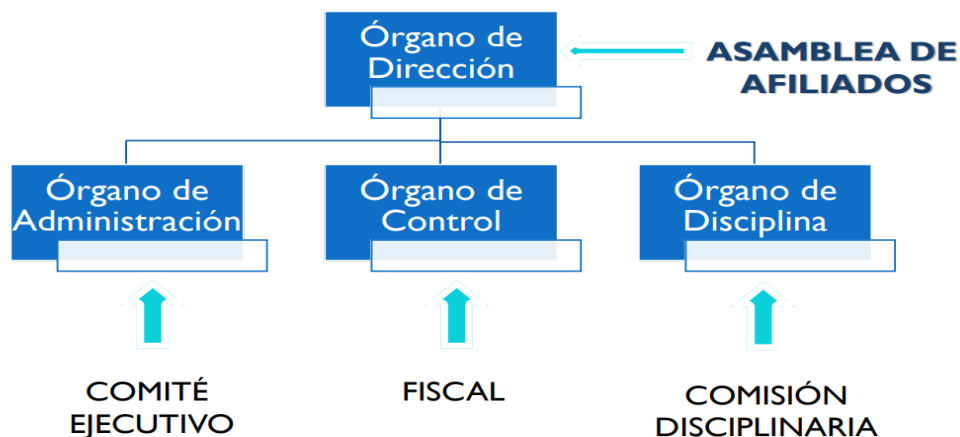 Órgano de
Dirección
ASAMBLEA DE
AFILIADOS
Órgano de
Administración
Órgano de
Control
Órgano de
Disciplina
COMITÉ
EJECUTIVO
FISCAL
COMISIÓN
DISCIPLINARIA